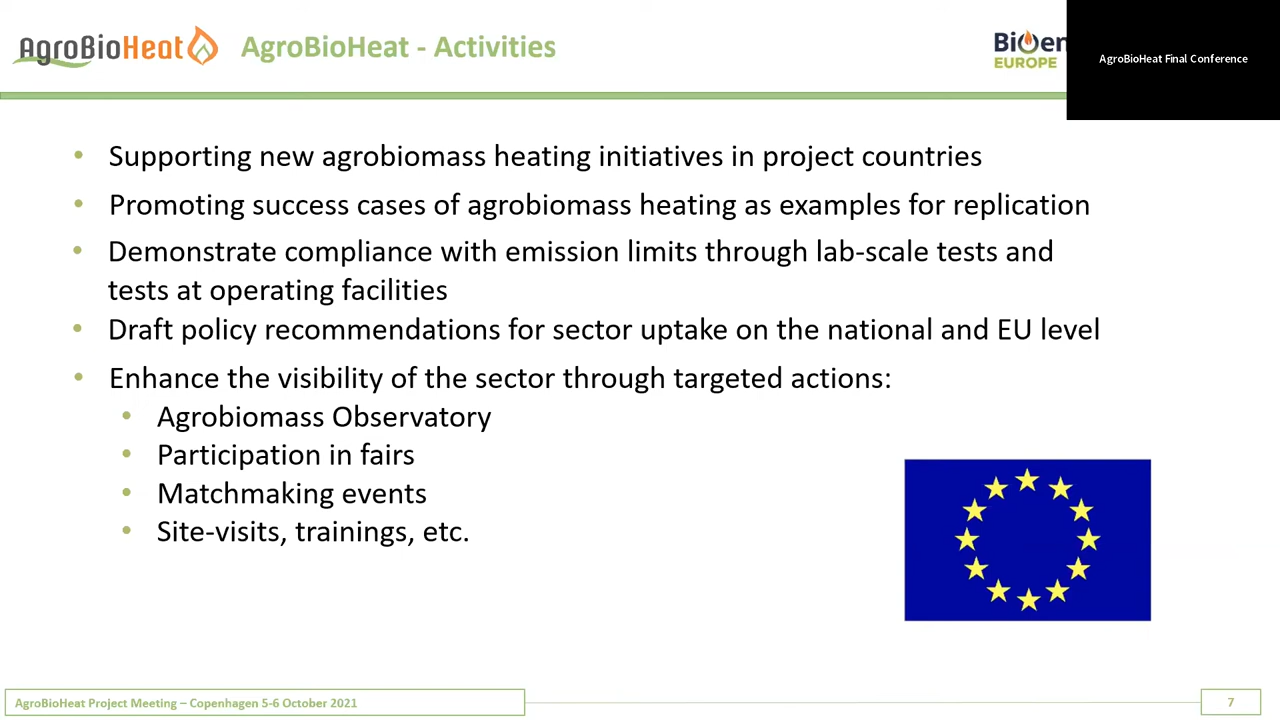 AgroBioHeat
AgroBioHeat - Activities
EUROPE
AgroBioHeat Final Conference
• Supporting new agrobiomass heating initiatives in project countries
• Promoting success cases of agrobiomass heating as examples for replication
• Demonstrate compliance with emission limits through lab-scale tests and
tests at operating facilities
• Draft policy recommendations for sector uptake on the national and EU level
• Enhance the visibility of the sector through targeted actions:
• Agrobiomass Observatory
• Participation in fairs
• Matchmaking events
• Site-visits, trainings, etc.
AgroBioHeat Project Meeting – Copenhagen 5-6 October 2021
7